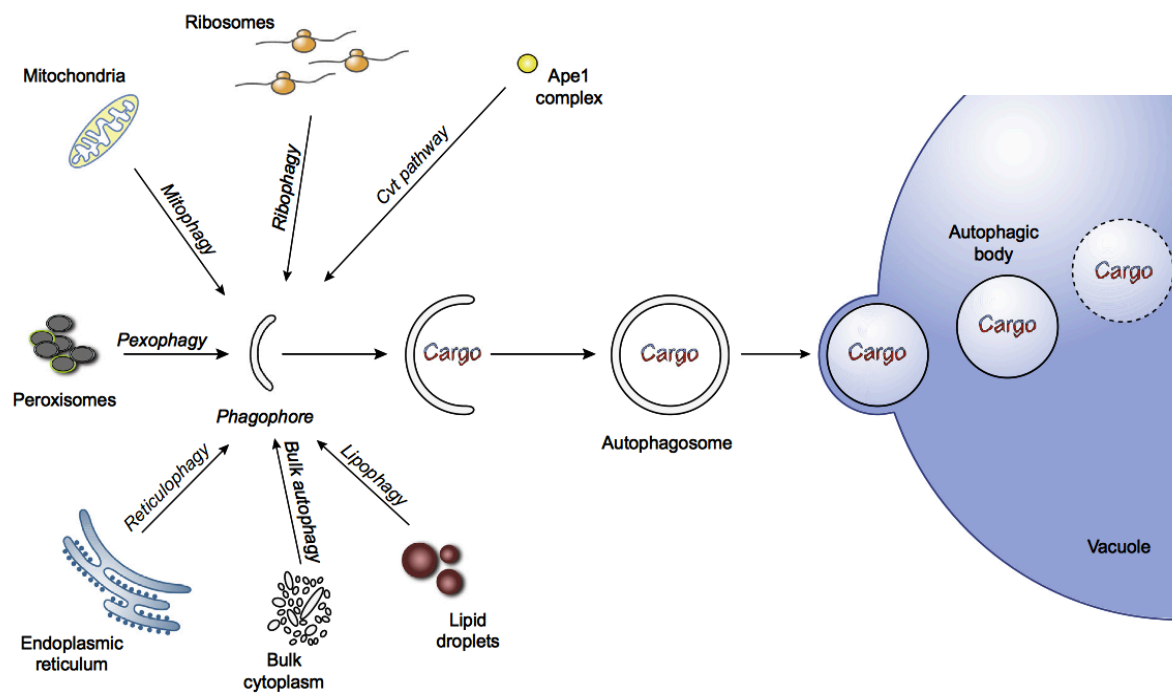 Ribosomes
Mitochondria
Ape1
complex
Mitophagy
Ribophagy
Cvt pathway
Autophagic
body
Cargo
Cargo
Pexophagy
Cargo
Cargo
Cargo
Peroxisomes
Phagophore
Autophagosome
Reticulophagy
Bulk autophagy
Lipophagy
Vacuole
Endoplasmic
reticulum
Lipid
droplets
Bulk
cytoplasm